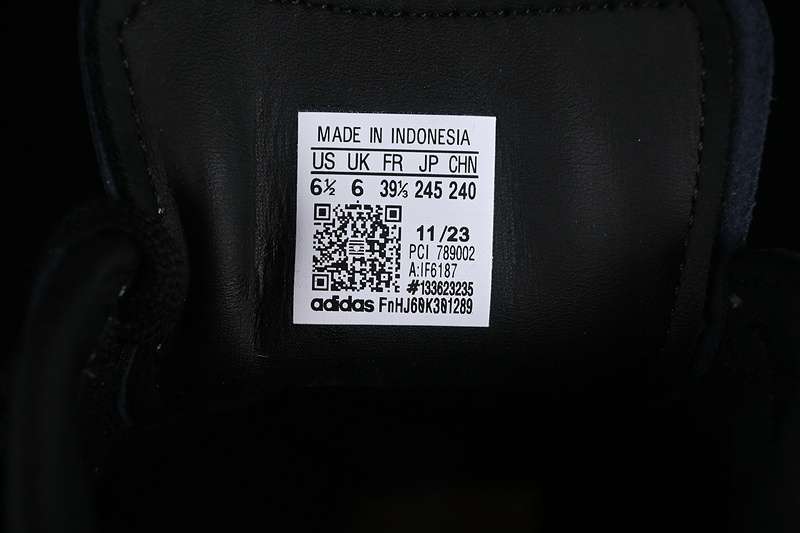 MADE IN INDONESIA
US UK FR JP CHN
6½ 6 39⅓ 245 240
11/23
PCI 789002
A:IF6187
#133623235
adidas FnHJ60K301289